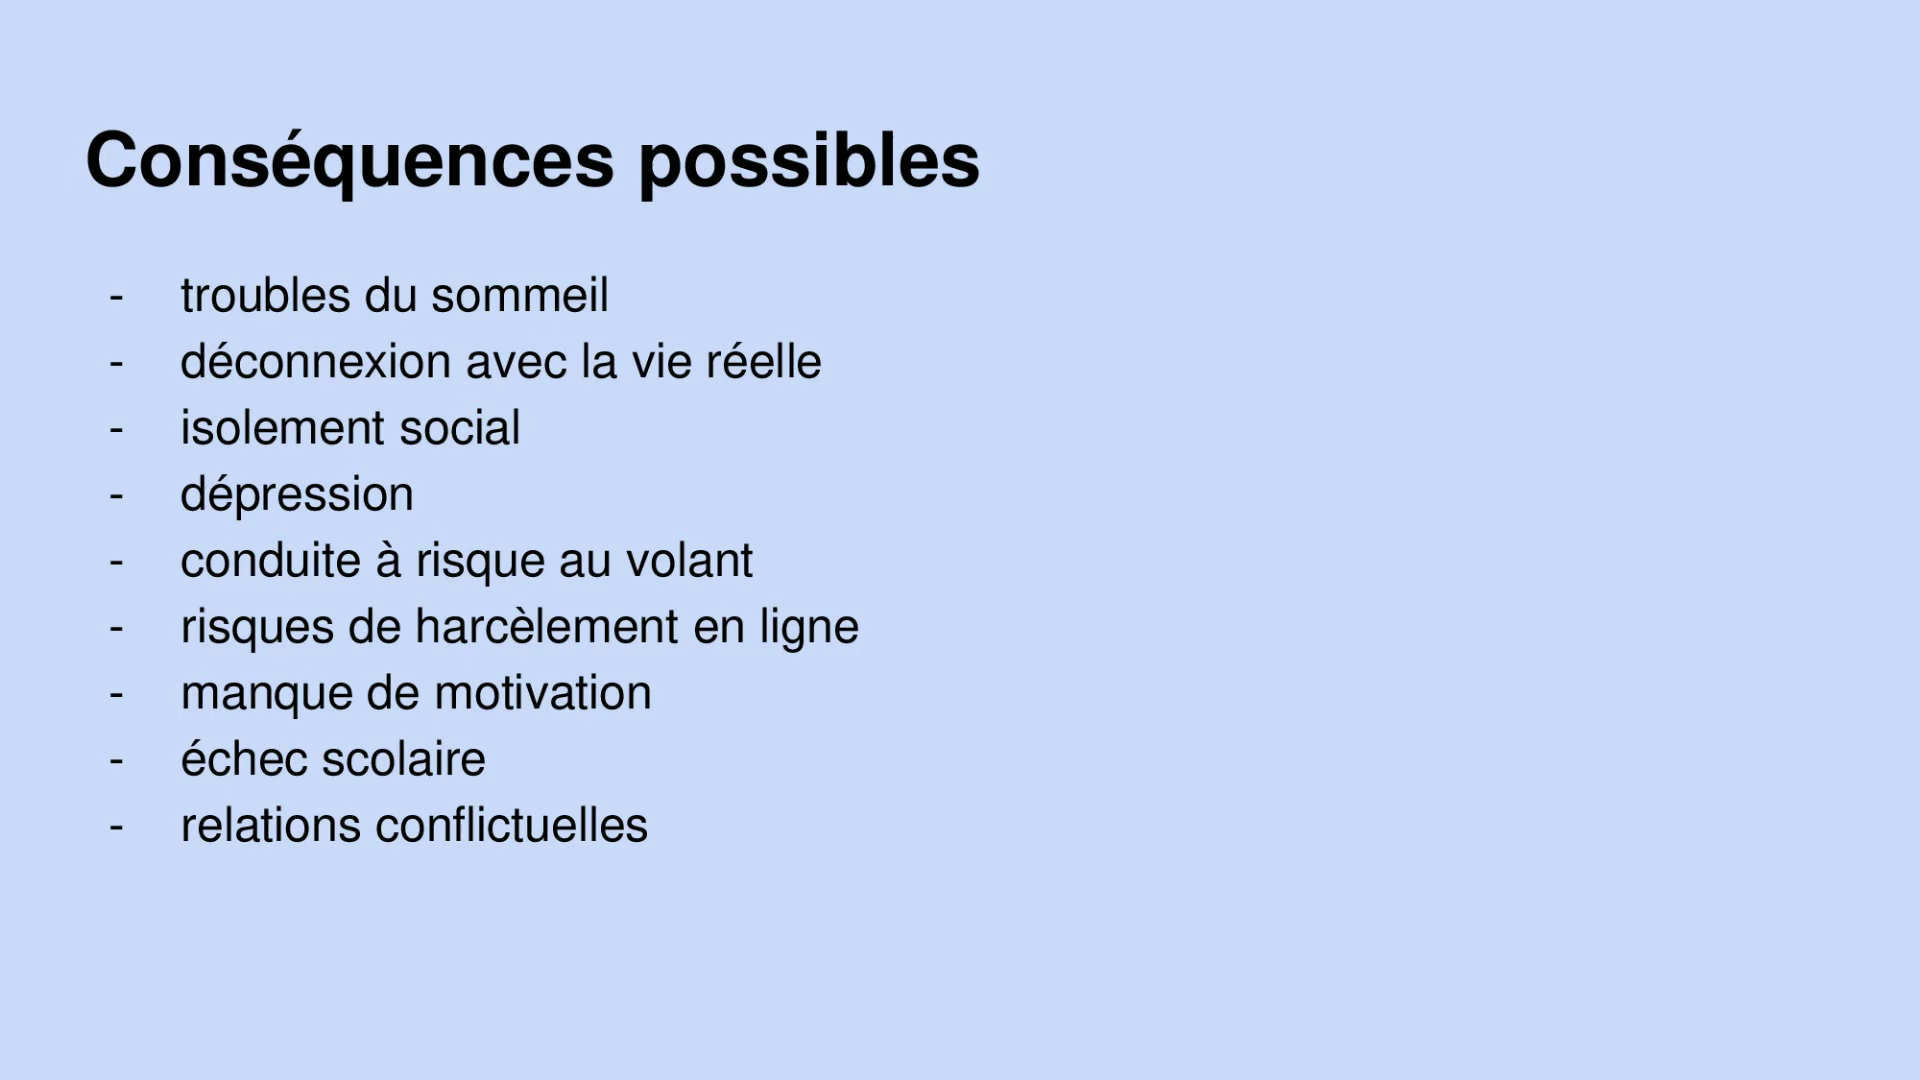 Conséquences possibles
- troubles du sommeil
- déconnexion avec la vie réelle
- isolement social
- dépression
- conduite à risque au volant
- risques de harcèlement en ligne
- manque de motivation
- échec scolaire
- relations conflictuelles